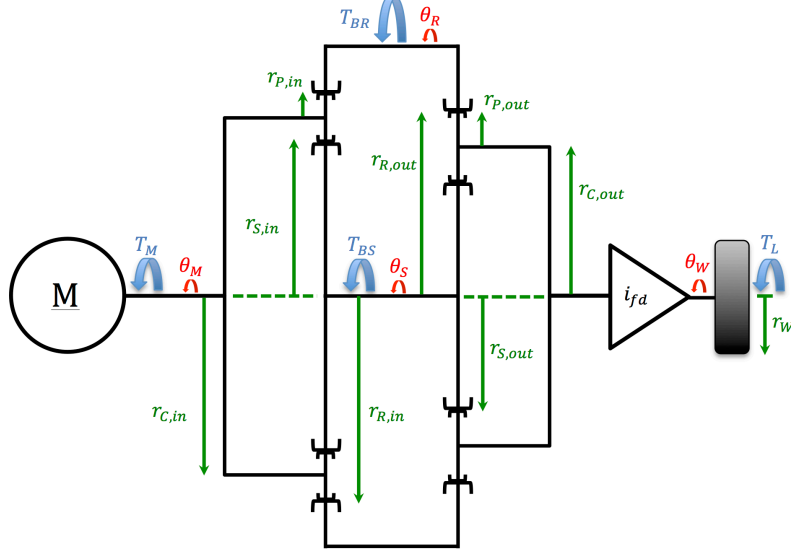 T_BR
θ_R
r_P,in
r_P,out
r_R,out
r_C,out
r_S,in
T_M
θ_M
T_BS
θ_S
θ_W
T_L
M
i_fd
r_W
r_S,out
r_C,in
r_R,in